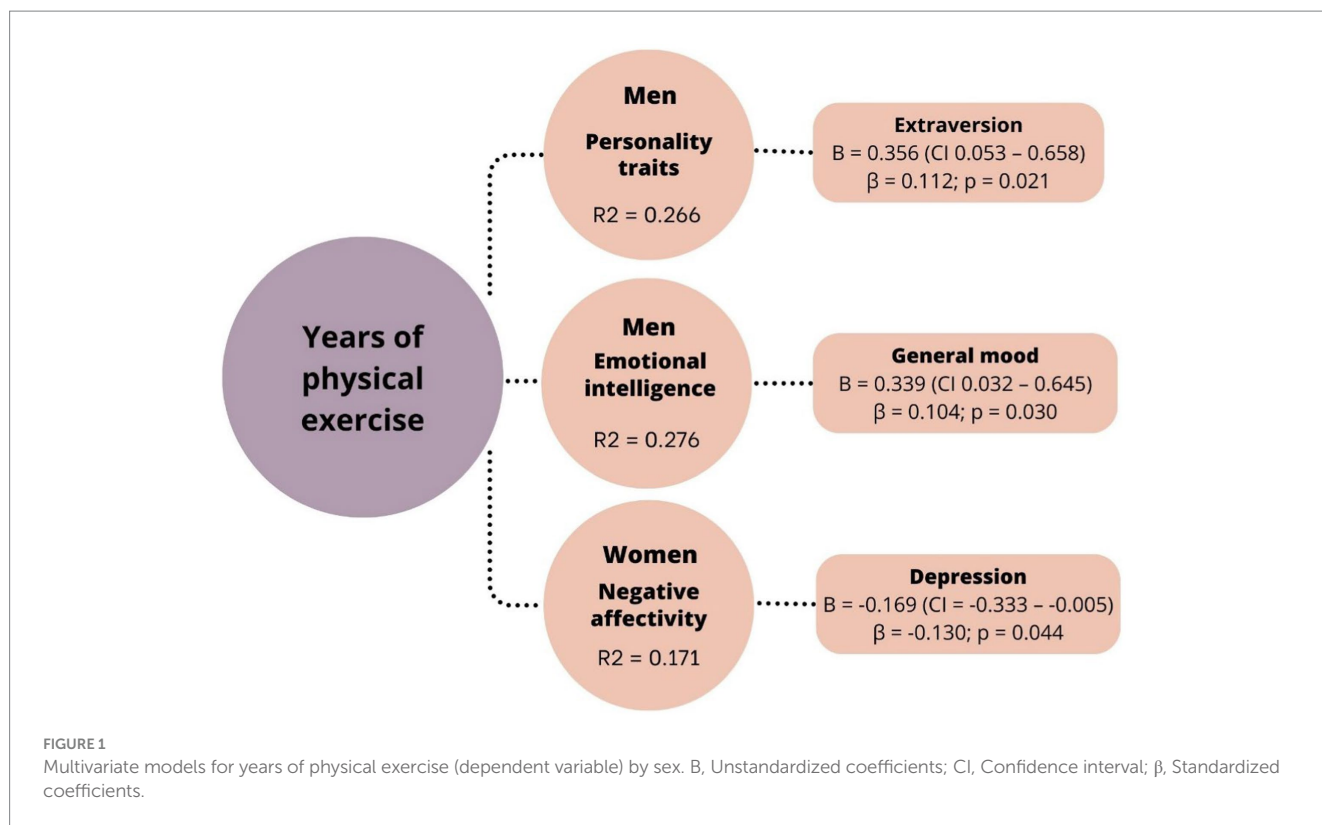 Years of
physical
exercise
Men
Personality
traits
R2 = 0.266
Extraversion
B = 0.356 (CI 0.053 – 0.658)
β = 0.112; p = 0.021
Men
Emotional
intelligence
R2 = 0.276
General mood
B = 0.339 (CI 0.032 – 0.645)
β = 0.104; p = 0.030
Women
Negative
affectivity
R2 = 0.171
Depression
B = -0.169 (CI = -0.333 – -0.005)
β = -0.130; p = 0.044
FIGURE 1
Multivariate models for years of physical exercise (dependent variable) by sex. B, Unstandardized coefficients; CI, Confidence interval; β, Standardized
coefficients.